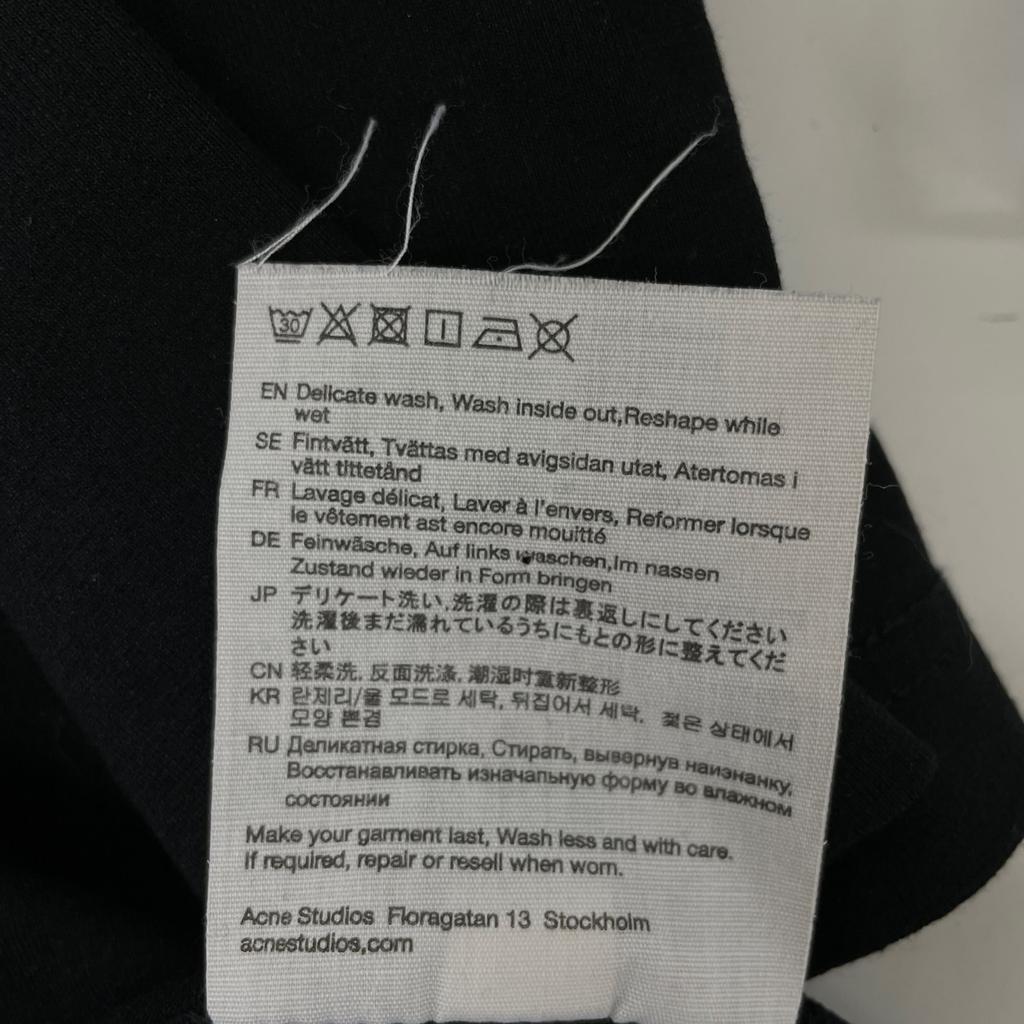 30
EN Delicate wash, Wash inside out,Reshape while
wet
SE Fintvătt, Tvăttas med avigsidan utat, Atertomas i
vătt tittetånd
FR Lavage délicat, Laver à l'envers, Reformer lorsque
le vêtement ast encore mouitté
DE Feinwăsche, Auf links waschen,Im nassen
Zustand wieder in Form bringen
JP デリケート洗い,洗濯の際は裏返しにしてください
洗濯後まだ濡れているうちにもとの形に整えてくだ
さい
CN 轻柔洗, 反面洗涤, 潮湿时重新整形
KR 란제리/울 모드로 세탁, 뒤집어서 세탁, 젖은 상태에서
모양 쁜겸
RU Деликатная стирка, Стирать, вывернув наизнанку,
Восстанавливать изначапьную форму во влажном
состоянии
Make your garment last, Wash less and with care.
If required, repair or resell when worn.
Acne Studios Floragatan 13 Stockholm
acnestudios,com